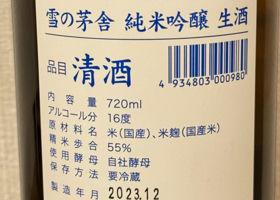 雪の茅舎 純米吟醸 生酒
品目 清酒
4934803000980
内容量 720ml
アルコール分 16度
原材料名 米(国産)、米麹(国産米)
精米歩合 55%
使用酵母 自社酵母
保存方法 要冷蔵
製造年月 2023.12